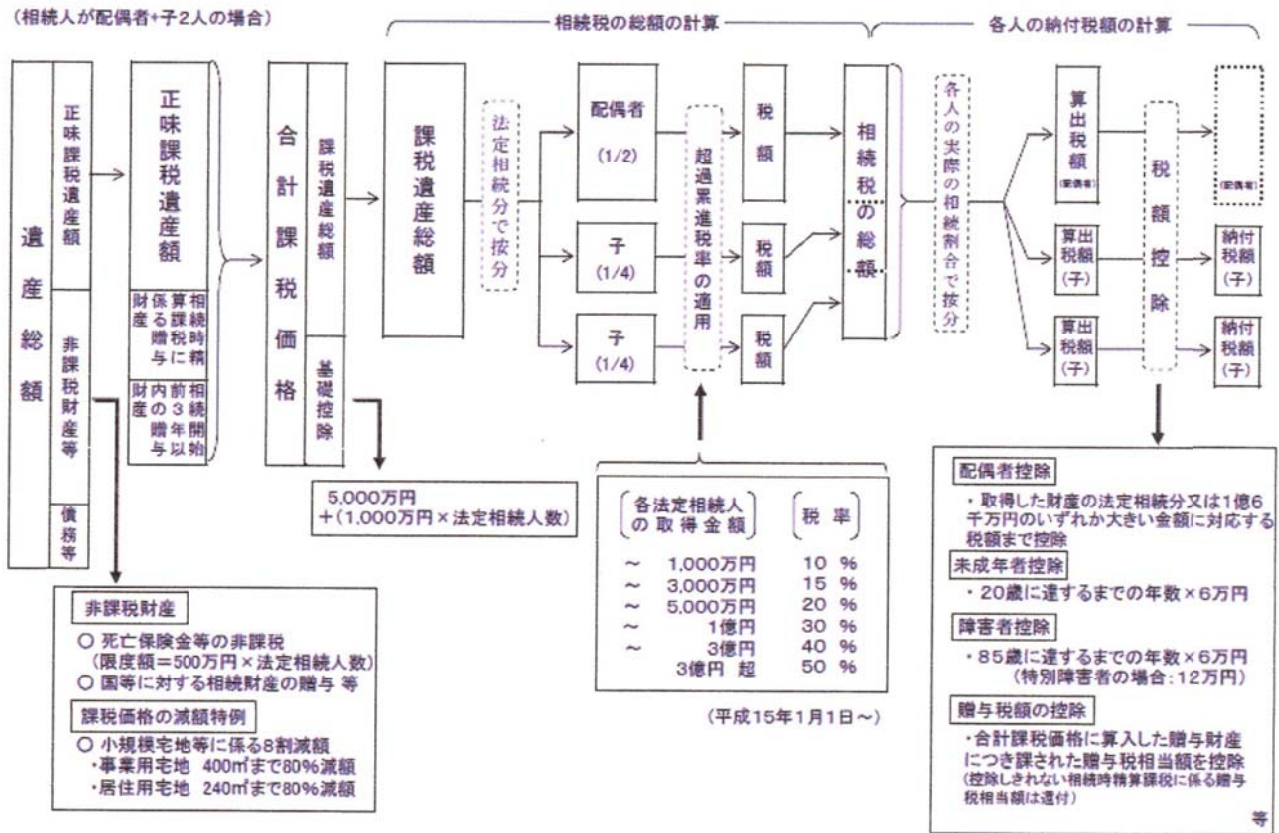 (相続人が配偶者+子2人の場合)
相続税の総額の計算
各人の納付税額の計算
遺産総額
正味課税遺産額
非課税財産等
債務等
正味課税遺産額
相続時精
算課税に
係る贈与
財産
相続開始
前3年以
内の贈与
財産
合計課税価格
課税遺産総額
基礎控除
課税遺産総額
法定相続分で按分
配偶者
(1/2)
子
(1/4)
子
(1/4)
超過累進税率の適用
税額
税額
税額
相続税の総額
各人の実際の相続割合で按分
算出税額
(配偶者)
算出
税額
(子)
算出
税額
(子)
税額控除
(配偶者)
納付
税額
(子)
納付
税額
(子)
5,000万円
+(1,000万円×法定相続人数)
各法定相続人
の取得金額
税 率
~ 1,000万円 10 %
~ 3,000万円 15 %
~ 5,000万円 20 %
~ 1億円 30 %
~ 3億円 40 %
3億円 超 50 %
(平成15年1月1日~)
非課税財産
○ 死亡保険金等の非課税
(限度額=500万円×法定相続人数)
○ 国等に対する相続財産の贈与 等
課税価格の減額特例
○ 小規模宅地等に係る8割減額
・事業用宅地 400㎡まで80%減額
・居住用宅地 240㎡まで80%減額
配偶者控除
・取得した財産の法定相続分又は1億6
千万円のいずれか大きい金額に対応する
税額まで控除
未成年者控除
・20歳に達するまでの年数×6万円
障害者控除
・85歳に達するまでの年数×6万円
(特別障害者の場合:12万円)
贈与税額の控除
・合計課税価格に算入した贈与財産
につき課された贈与税相当額を控除
(控除しきれない相続時精算課税に係る贈与
税相当額は還付)
等